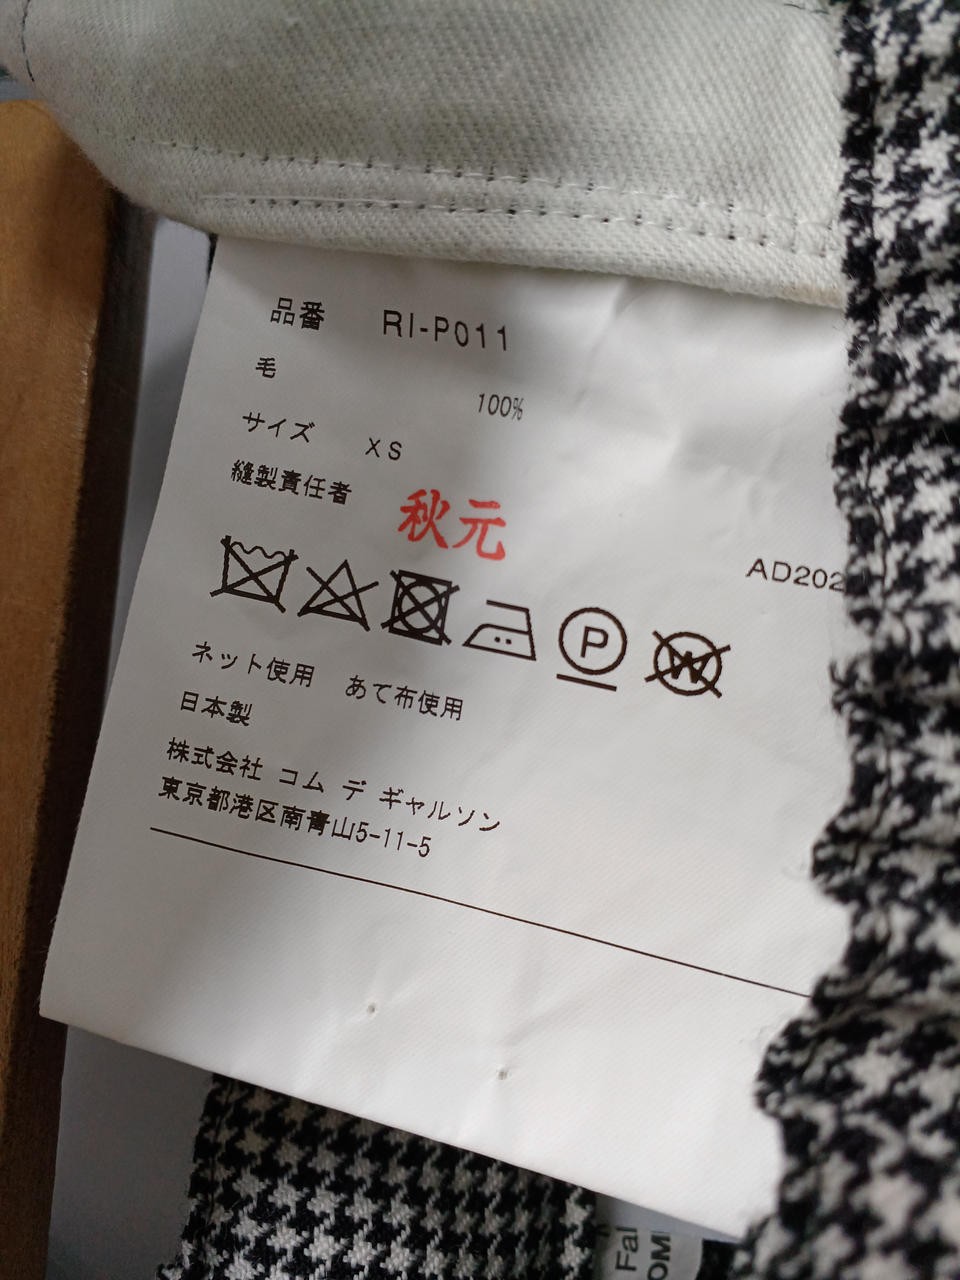 品番 RI-P011
毛 100%
サイズ XS
縫製責任者 秋元
AD202
P
W
ネット使用 あて布使用
日本製
株式会社 コム デ ギャルソン
東京都港区南青山5-11-5
Fal
OM